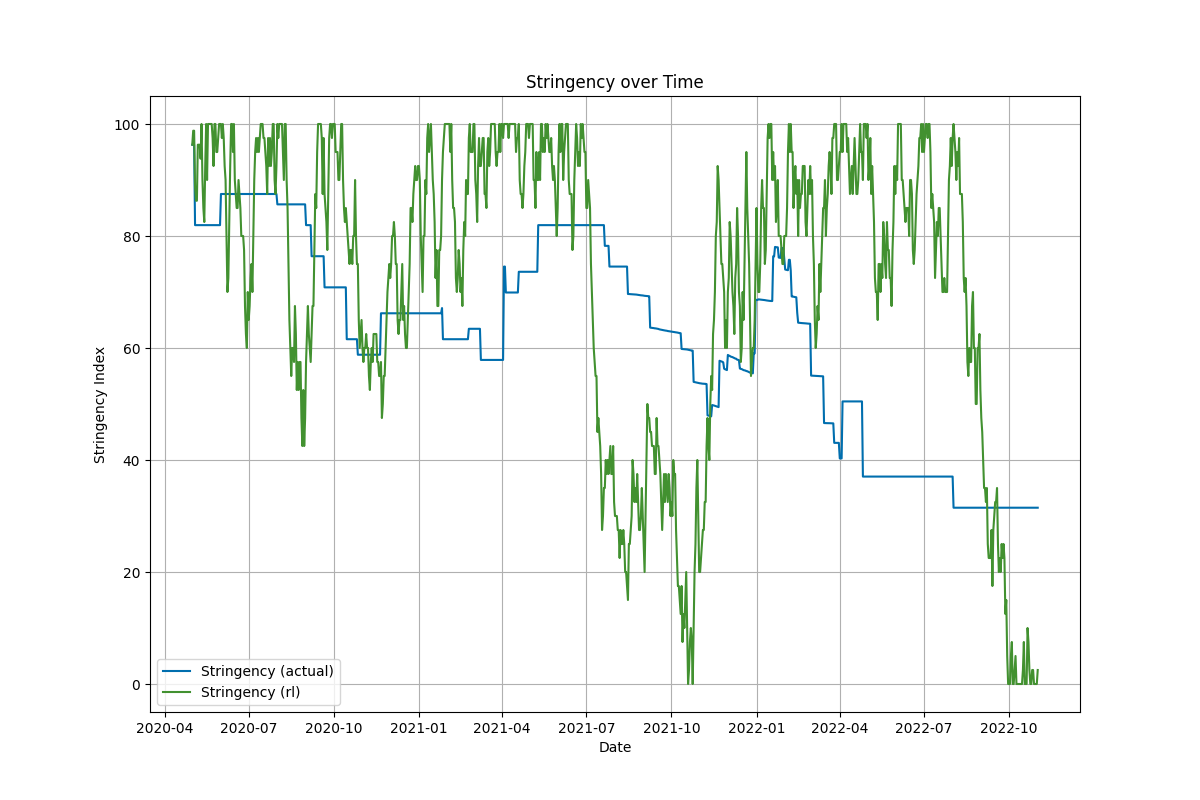 Stringency over Time
Stringency Index
100
80
60
40
20
0
Stringency (actual)
Stringency (rl)
2020-04 2020-07 2020-10 2021-01 2021-04 2021-07 2021-10 2022-01 2022-04 2022-07 2022-10
Date